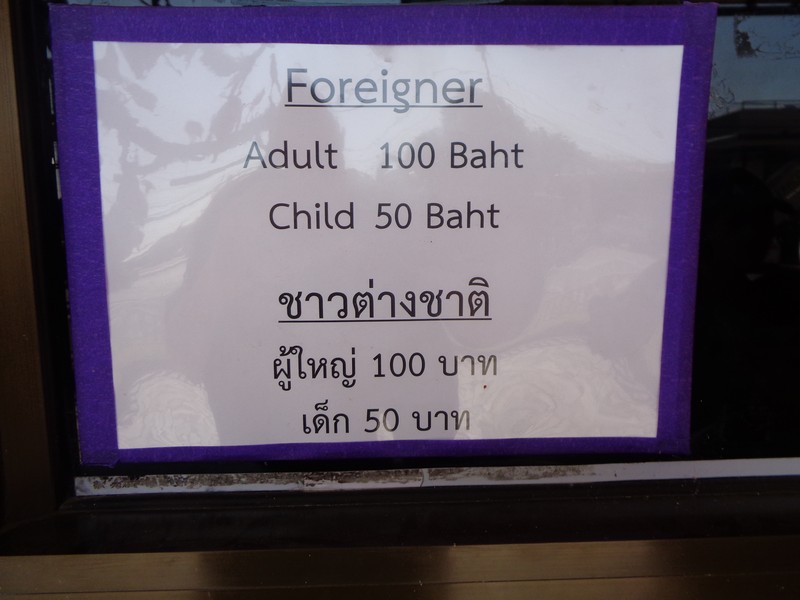 Foreigner
Adult 100 Baht
Child 50 Baht
ชาวต่างชาติ
ผู้ใหญ่ 100 บาท
เด็ก 50 บาท